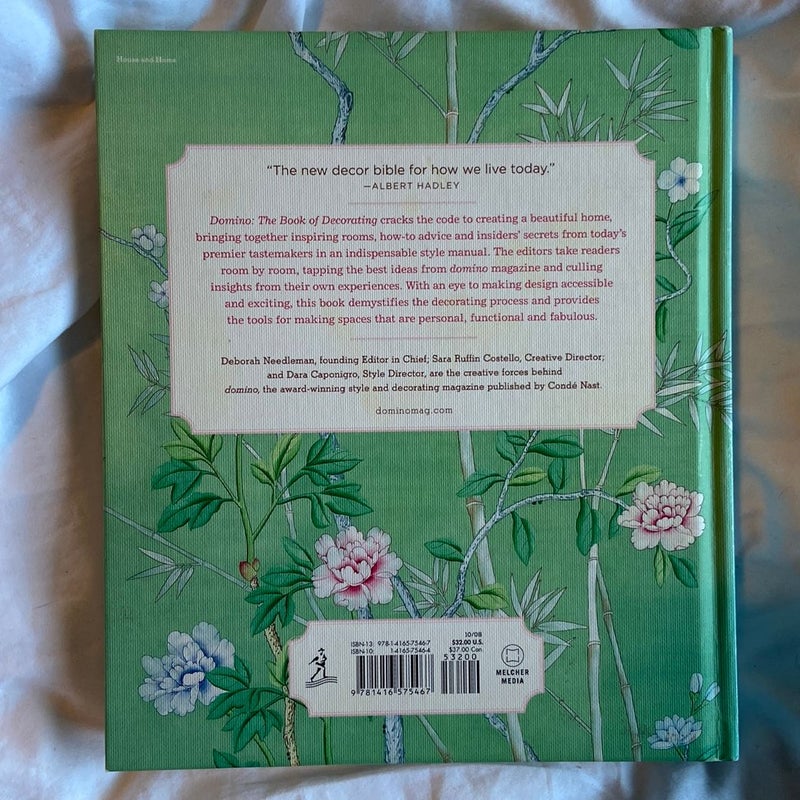 House and Home
“The new decor bible for how we live today.”
—ALBERT HADLEY
Domino: The Book of Decorating cracks the code to creating a beautiful home,
bringing together inspiring rooms, how-to advice and insiders’ secrets from today’s
premier tastemakers in an indispensable style manual. The editors take readers
room by room, tapping the best ideas from domino magazine and culling
insights from their own experiences. With an eye to making design accessible
and exciting, this book demystifies the decorating process and provides
the tools for making spaces that are personal, functional and fabulous.
Deborah Needleman, founding Editor in Chief; Sara Ruffin Costello, Creative Director;
and Dara Caponigro, Style Director, are the creative forces behind
domino, the award-winning style and decorating magazine published by Condé Nast.
dominomag.com
ISBN-13: 978-1-4165-7546-7
ISBN-10: 1-4165-7546-4
10/08
$32.00 U.S.
$37.00 Can.
53200
9 781416 575467
MELCHER
MEDIA